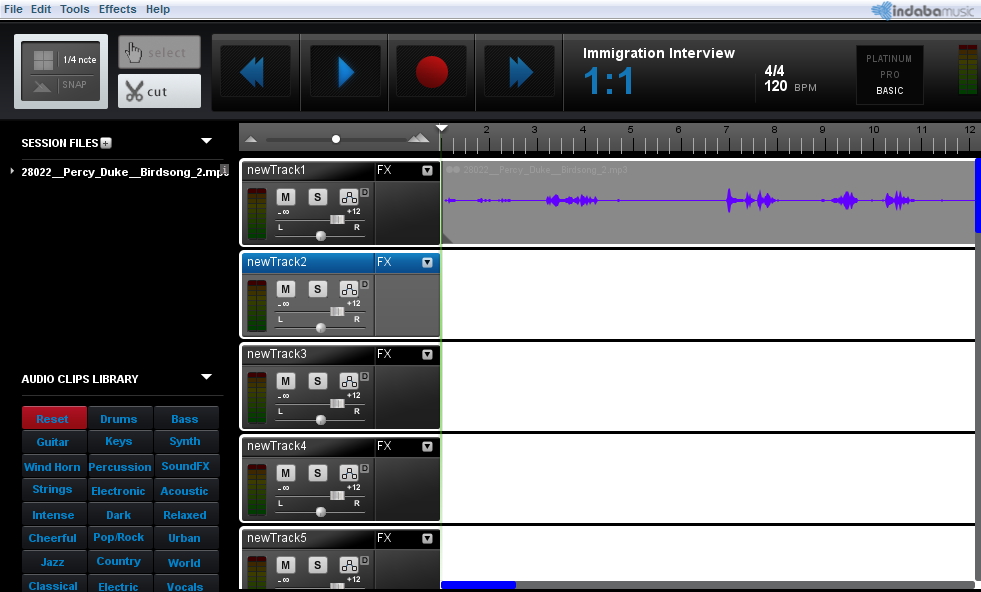 File Edit Tools Effects Help
indabamusic
1/4 note
SNAP
select
cut
Immigration Interview
1:1
4/4
120 BPM
PLATINUM
PRO
BASIC
SESSION FILES +
28022__Percy_Duke__Birdsong_2.mp
2 3 4 5 6 7 8 9 10 11 12
newTrack1 FX
28022__Percy_Duke__Birdsong_2.mp3
M S D
-∞ +12
L R
newTrack2 FX
M S D
-∞ +12
L R
newTrack3 FX
M S D
-∞ +12
L R
newTrack4 FX
M S D
-∞ +12
L R
newTrack5 FX
M S D
-∞ +12
AUDIO CLIPS LIBRARY
Reset Drums Bass
Guitar Keys Synth
Wind Horn Percussion SoundFX
Strings Electronic Acoustic
Intense Dark Relaxed
Cheerful Pop/Rock Urban
Jazz Country World
Classical Electric Vocals